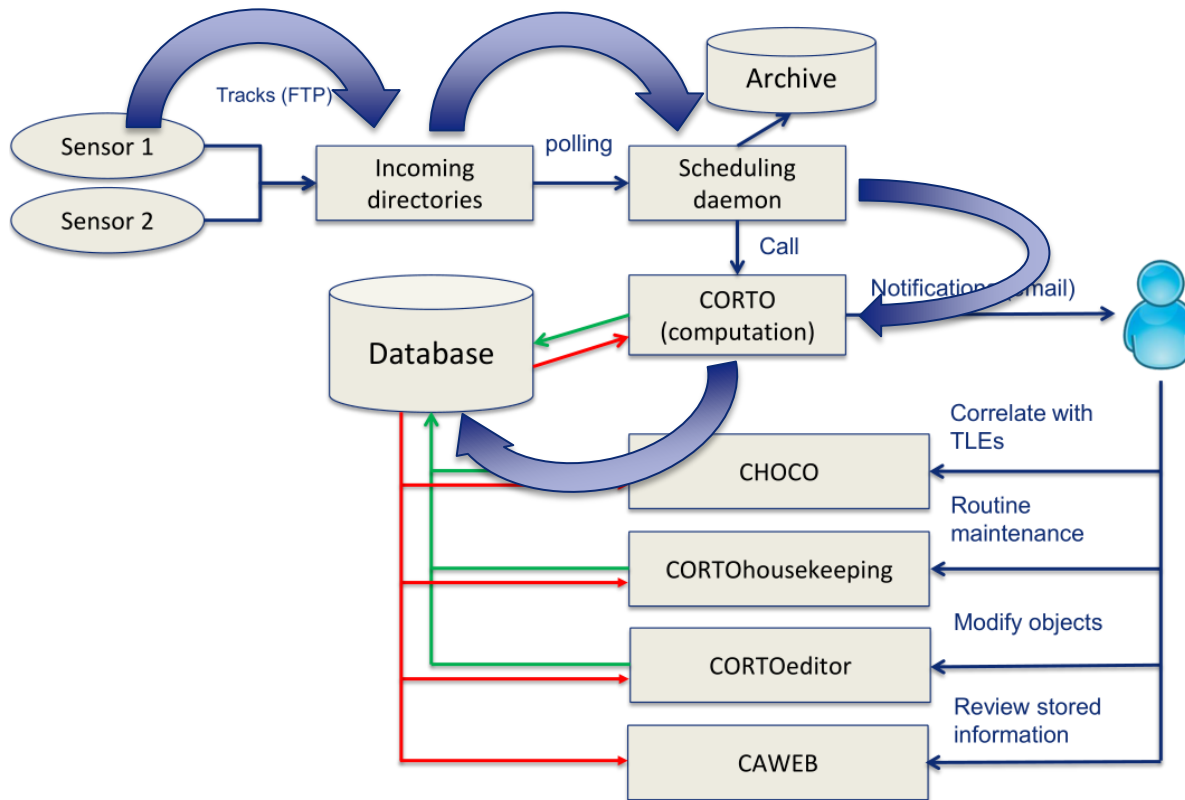 Archive
Tracks (FTP)
Sensor 1
polling
Incoming
directories
Scheduling
daemon
Sensor 2
Call
Notifications
CORTO
(computation)
Database
Correlate with
TLEs
CHOCO
Routine
maintenance
CORTOhousekeeping
Modify objects
CORTOeditor
Review stored
information
CAWEB